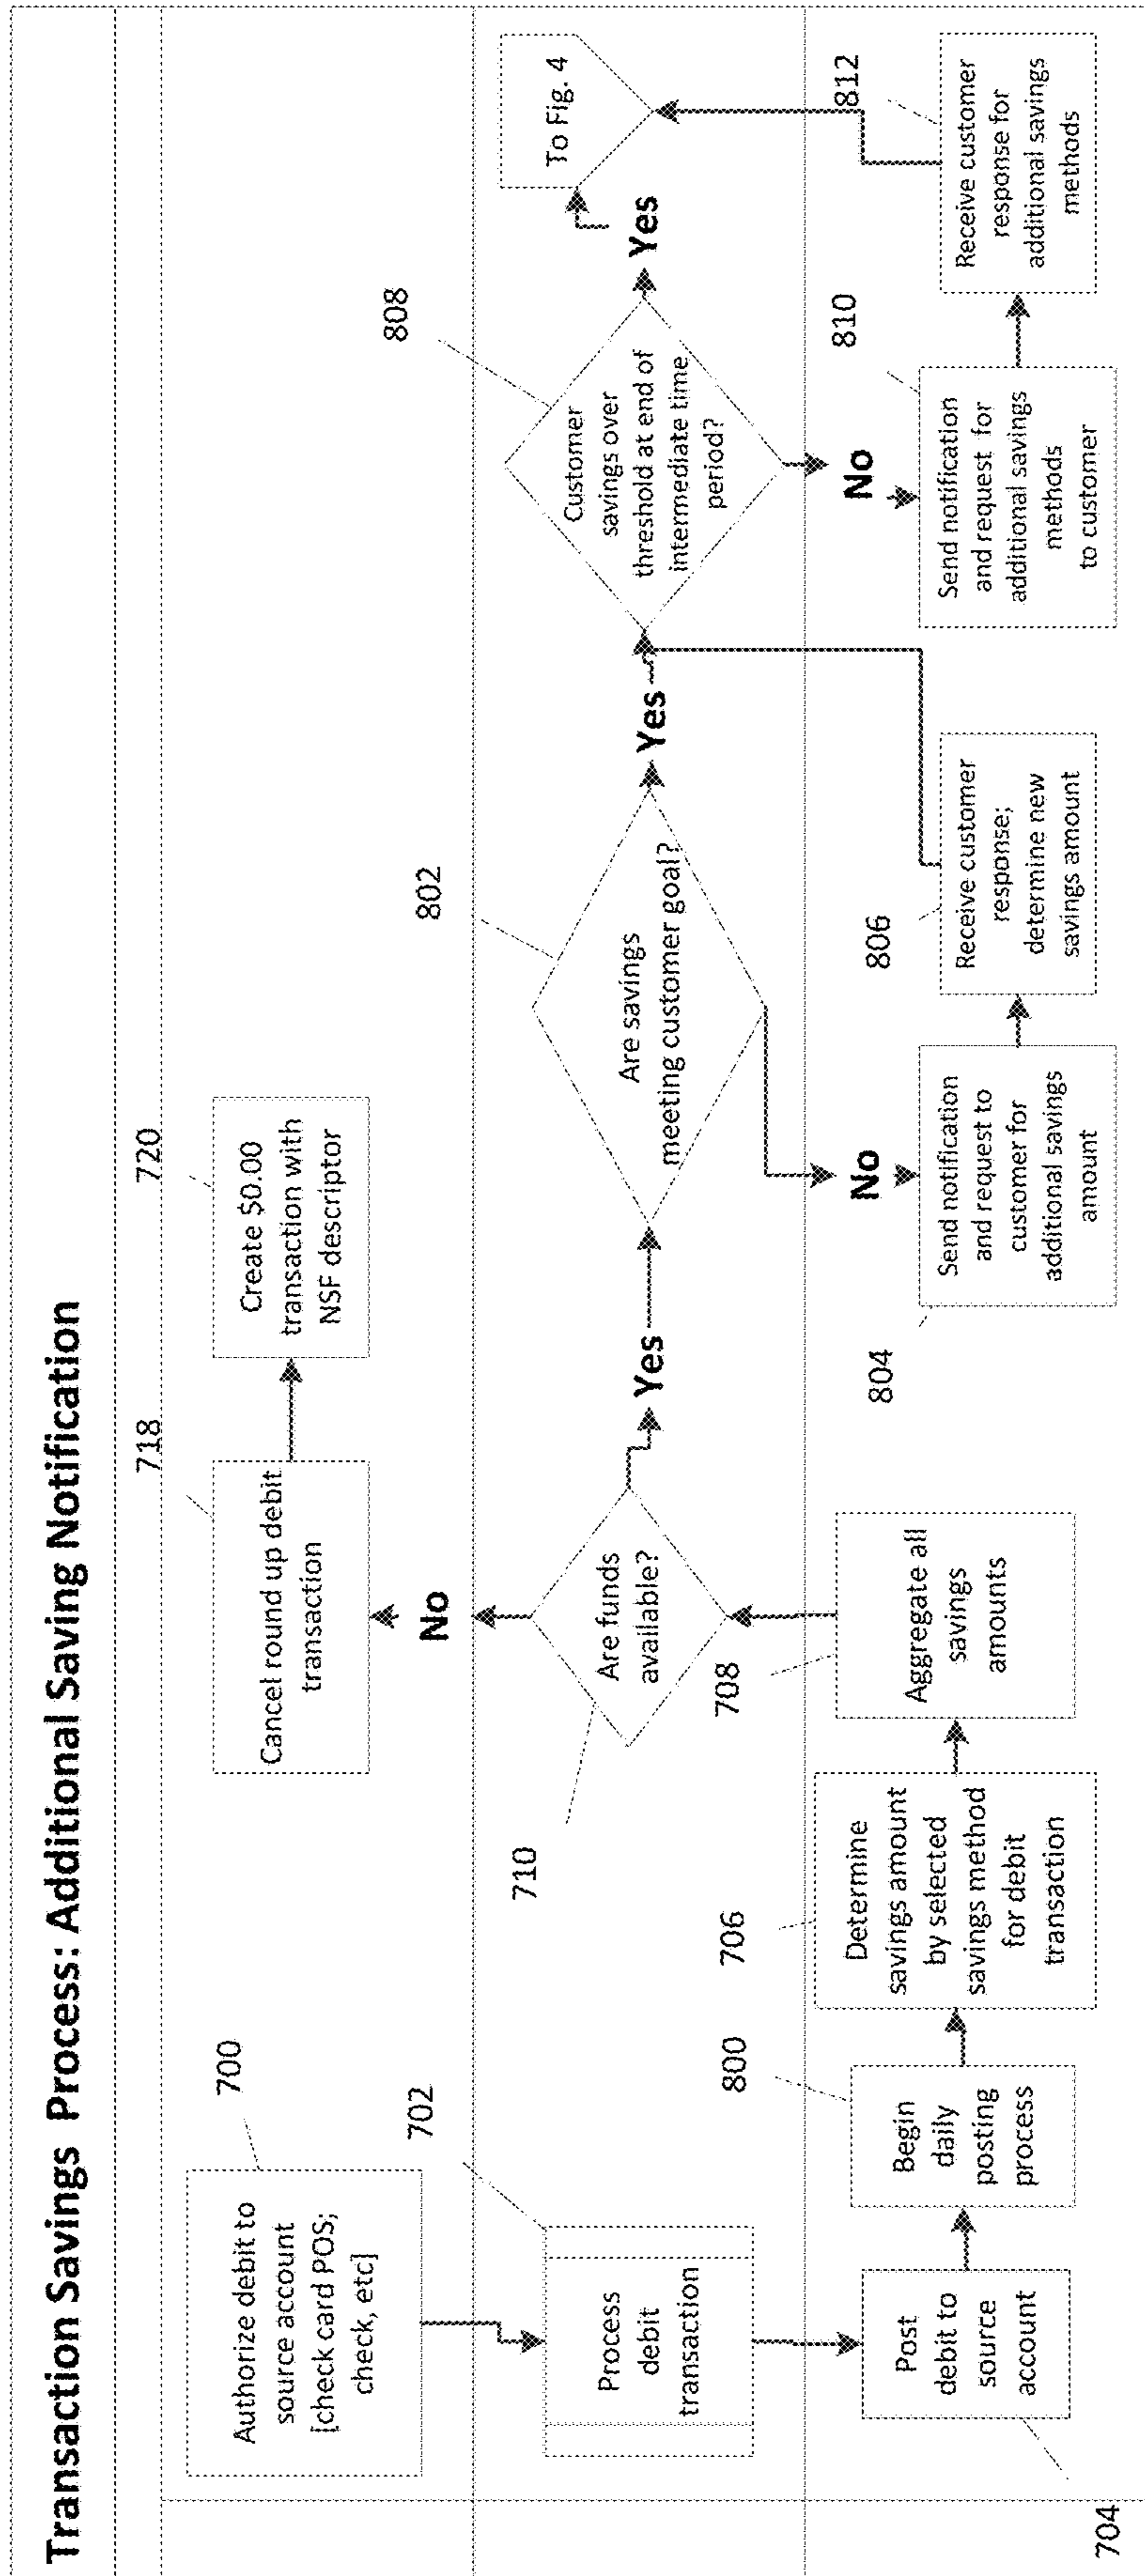 Transaction Savings Process: Additional Saving Notification
700
Authorize debit to
source account
[check card POS;
check, etc]
702
Process
debit
transaction
704
Post
debit to
source
account
800
Begin
daily
posting
process
706
Determine
savings amount
by selected
savings method
for debit
transaction
708
Aggregate all
savings
amounts
710
Are funds
available?
No
718
Cancel round up debit
transaction
720
Create $0.00
transaction with
NSF descriptor
Yes
802
Are savings
meeting customer goal?
No
804
Send notification
and request to
customer for
additional savings
amount
806
Receive customer
response;
determine new
savings amount
Yes
808
Customer
savings over
threshold at end of
intermediate time
period?
No
810
Send notification
and request for
additional savings
methods
to customer
812
Receive customer
response for
additional savings
methods
Yes
To Fig. 4